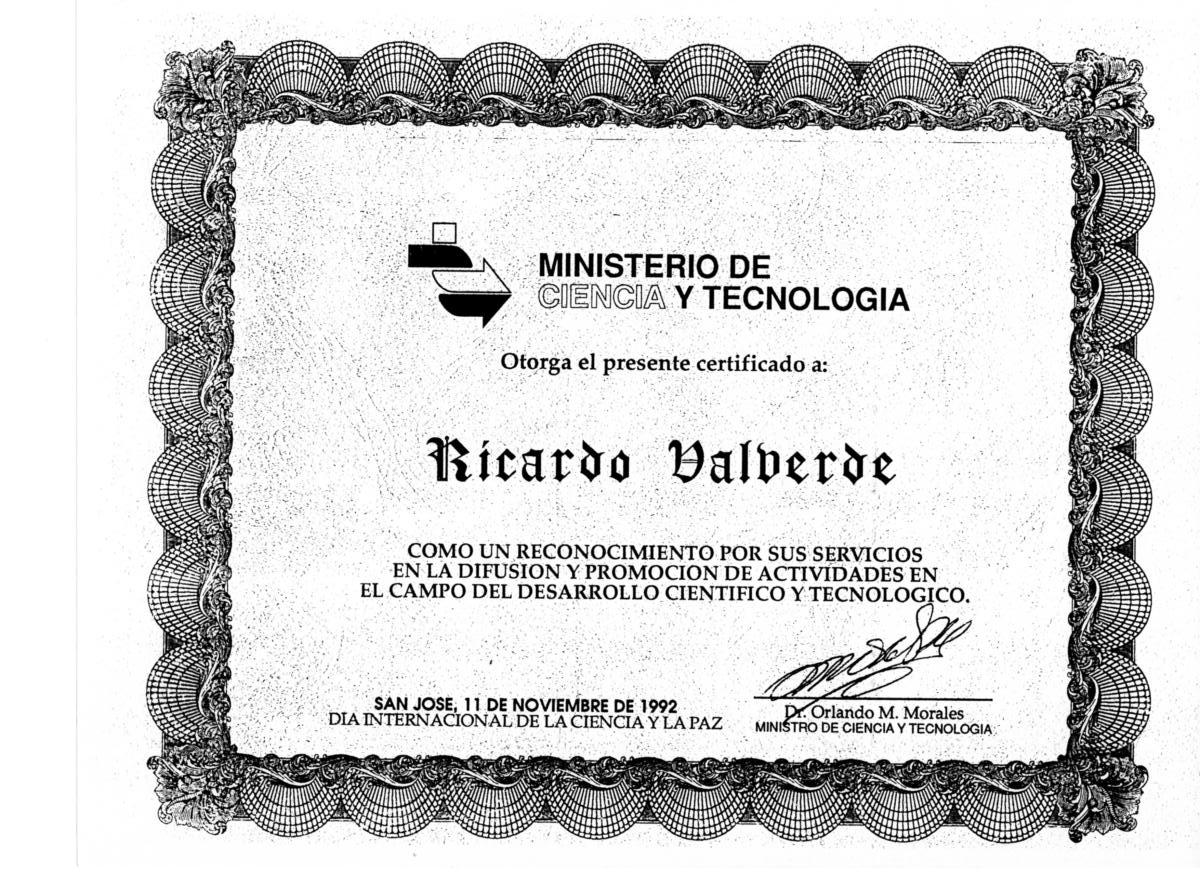 MINISTERIO DE
CIENCIA Y TECNOLOGIA
Otorga el presente certificado a:
Ricardo Valverde
COMO UN RECONOCIMIENTO POR SUS SERVICIOS
EN LA DIFUSION Y PROMOCION DE ACTIVIDADES EN
EL CAMPO DEL DESARROLLO CIENTIFICO Y TECNOLOGICO.
SAN JOSE, 11 DE NOVIEMBRE DE 1992
DIA INTERNACIONAL DE LA CIENCIA Y LA PAZ
Dr. Orlando M. Morales
MINISTRO DE CIENCIA Y TECNOLOGIA